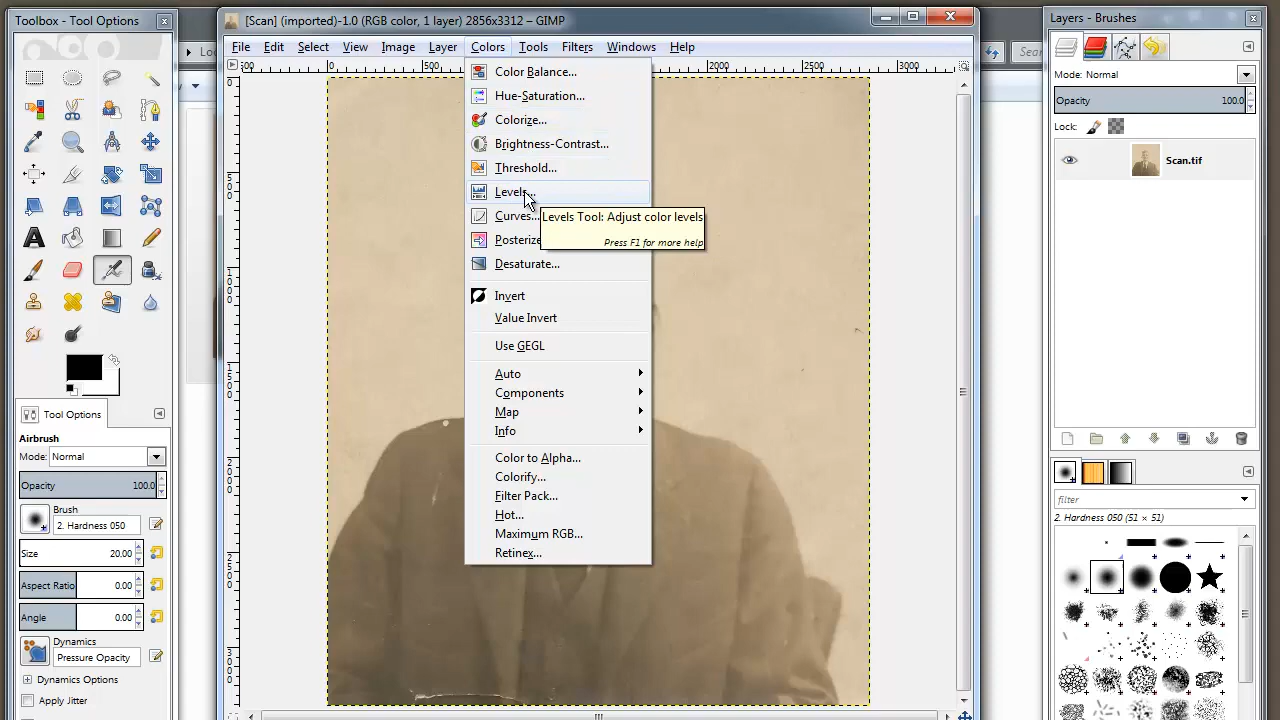 Toolbox - Tool Options
[Scan] (imported)-1.0 (RGB color, 1 layer) 2856x3312 – GIMP
Layers - Brushes
File Edit Select Image Layer Colors Tools Filters Windows Help
0 500 2000 2500 3000
Color Balance...
Hue-Saturation...
Colorize...
Brightness-Contrast...
Threshold...
Levels...
Curves...
Posterize
Desaturate...
Invert
Value Invert
Use GEGL
Auto
Components
Map
Info
Color to Alpha...
Colorify...
Filter Pack...
Hot...
Maximum RGB...
Retinex...
Levels Tool: Adjust color levels
Press F1 for more help
Tool Options
Airbrush
Mode: Normal
Opacity 100.0
Brush
2. Hardness 050
Size 20.00
Aspect Ratio 0.00
Angle 0.00
Dynamics
Pressure Opacity
Dynamics Options
Apply Jitter
Mode: Normal
Opacity 100.0
Lock:
Scan.tif
filter
2. Hardness 050 (51 × 51)